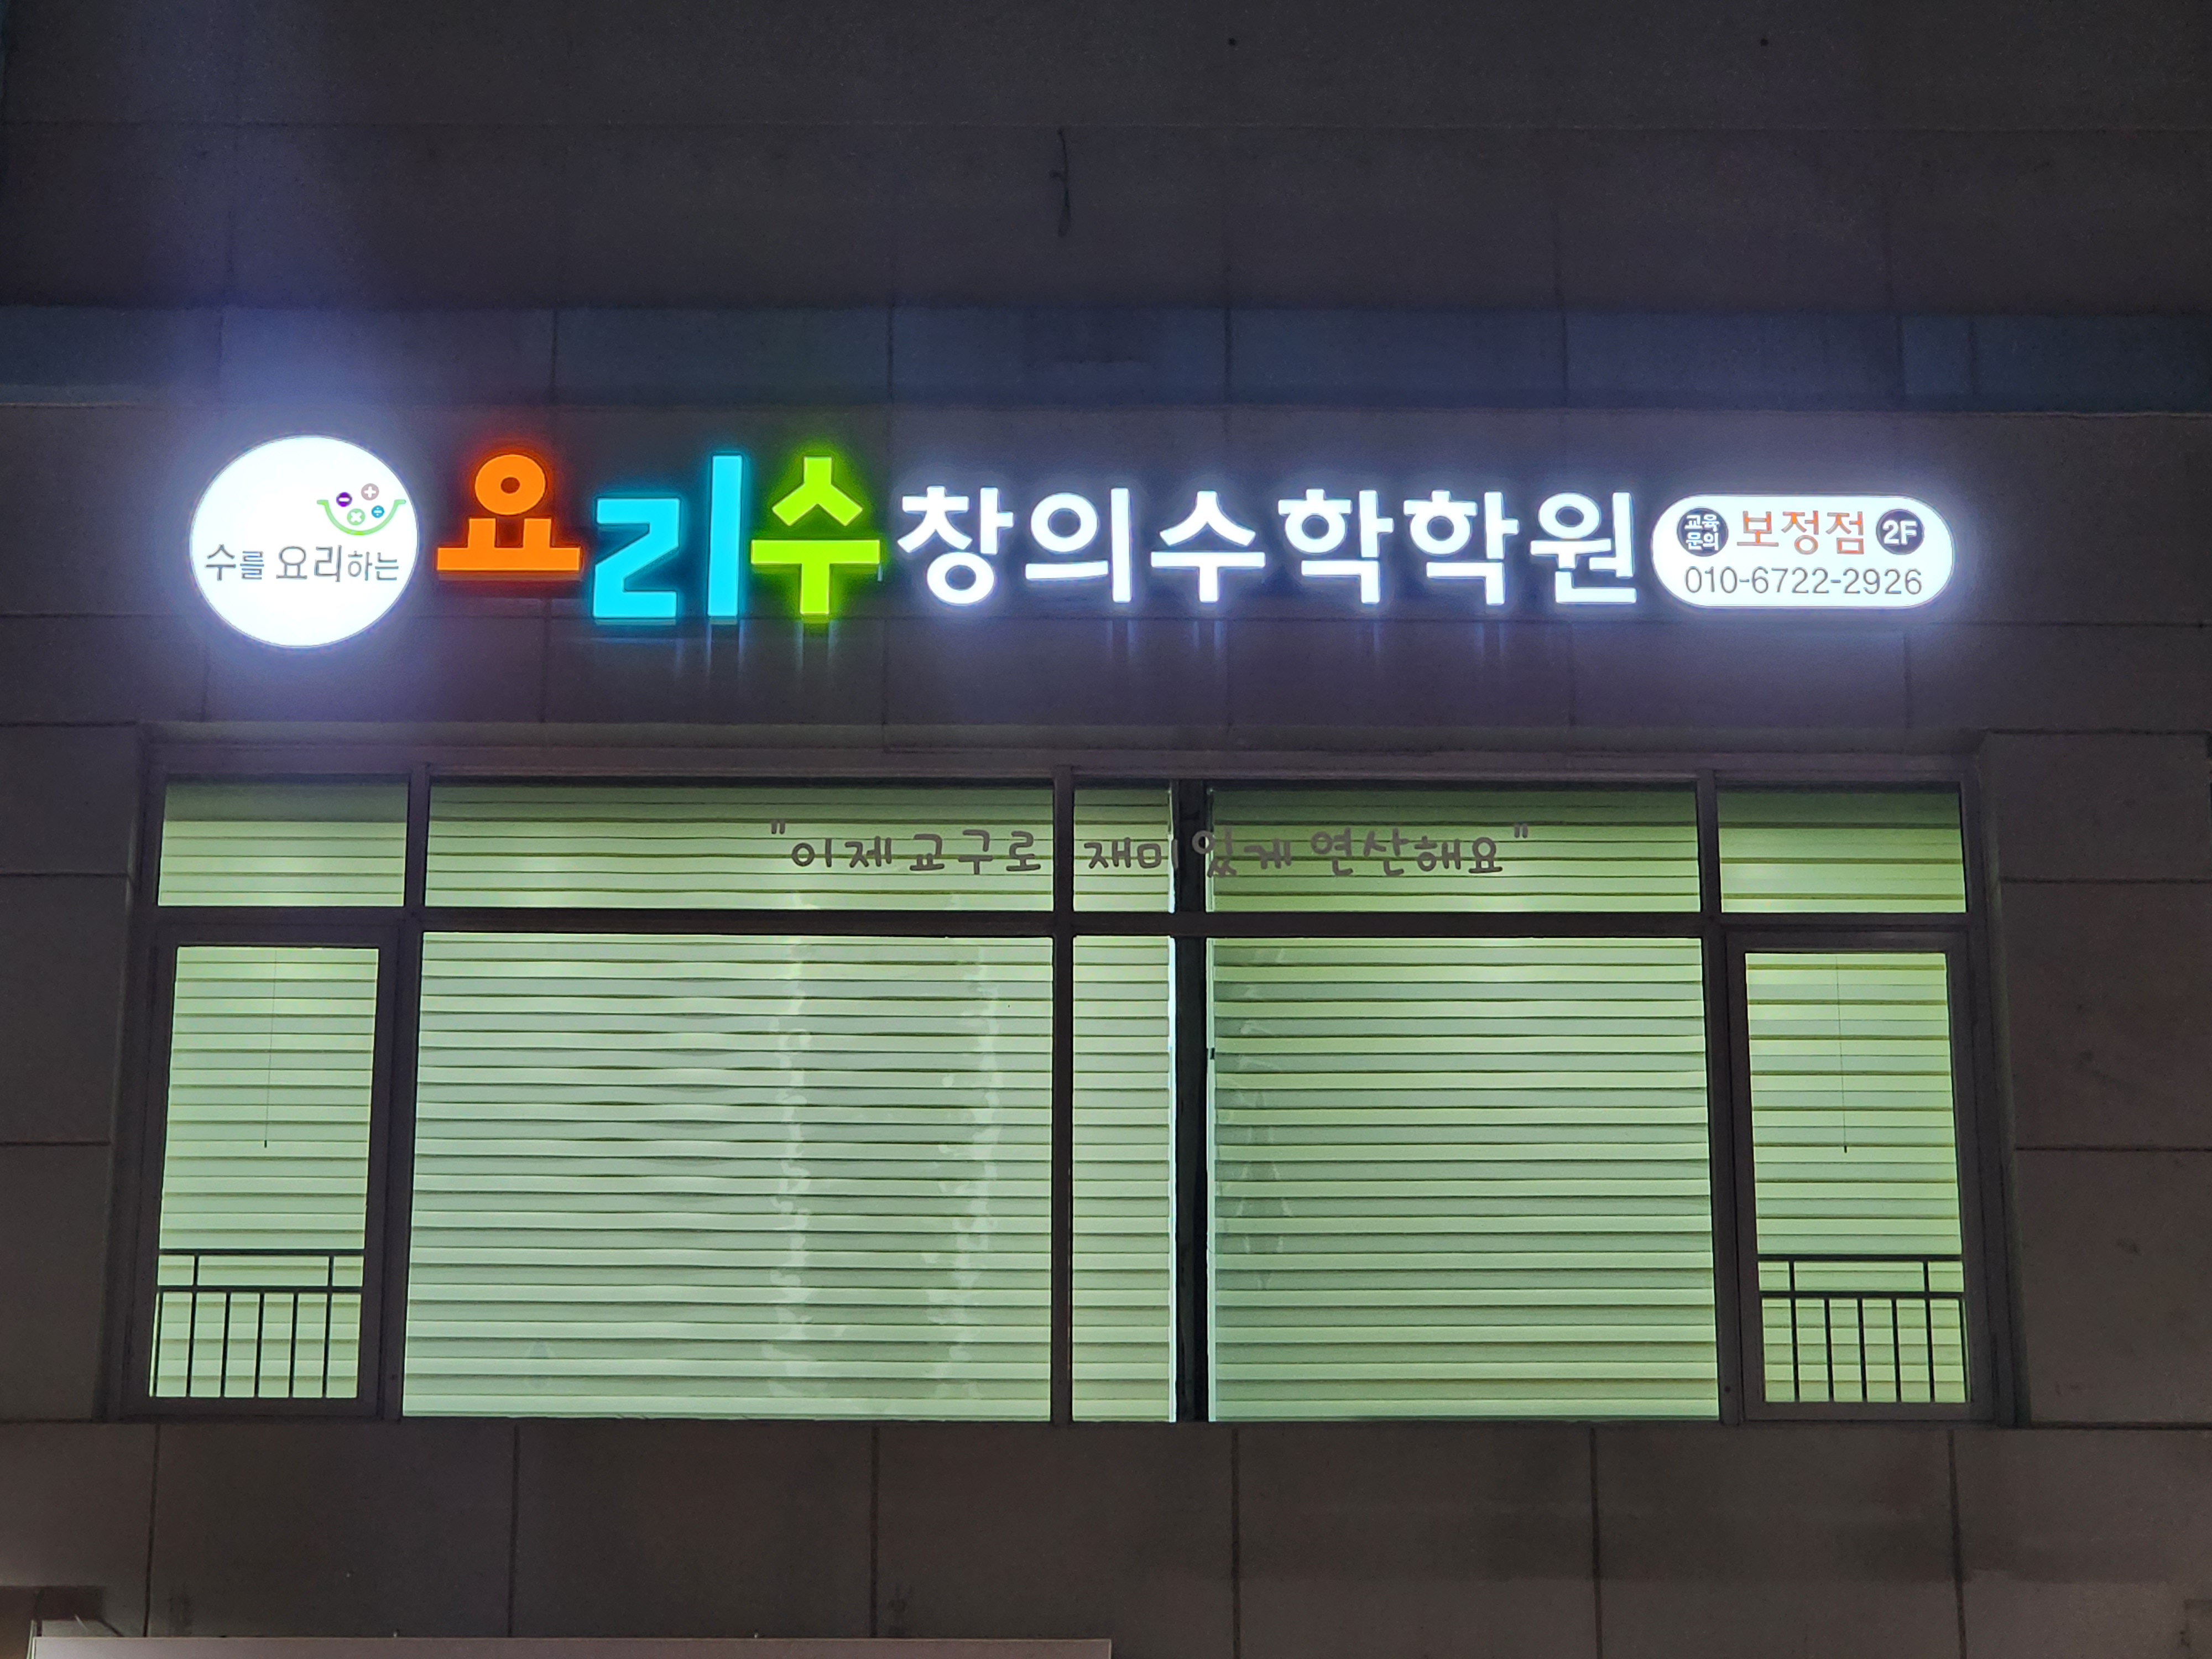 수를 요리하는
요리수 창의수학학원
교육문의 보정점 2F
010-6722-2926
"이제 교구로 재미있게 연산해요"